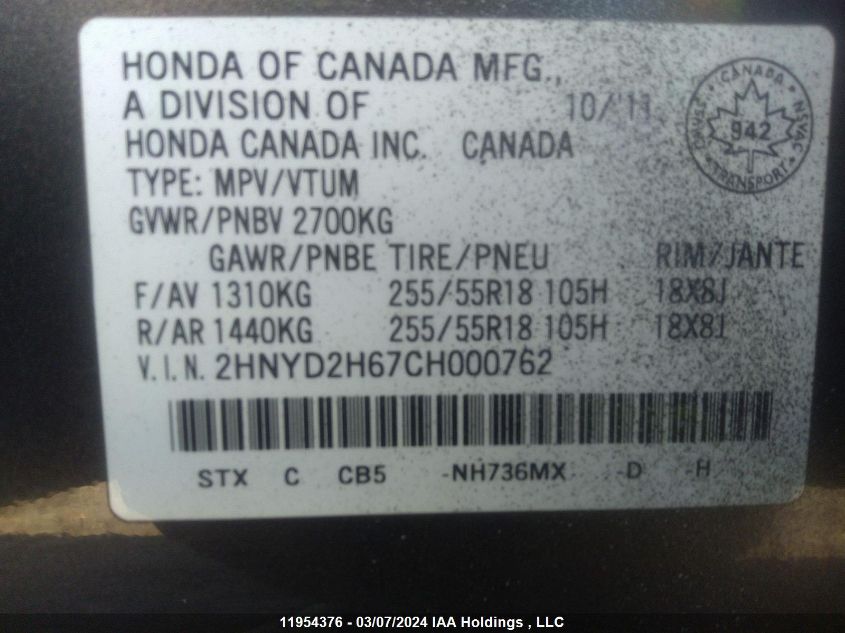 HONDA OF CANADA MFG.,
A DIVISION OF 10/'11
HONDA CANADA INC. CANADA
TYPE: MPV/VTUM
GVWR/PNBV 2700KG
GAWR/PNBE TIRE/PNEU RIM/JANTE
F/AV 1310KG 255/55R18 105H 18X8J
R/AR 1440KG 255/55R18 105H 18X8J
V.I.N. 2HNYD2H67CH000762
STX C CB5 -NH736MX -D -H
CANADA
942
TRANSPORT
11954376 - 03/07/2024 IAA Holdings , LLC